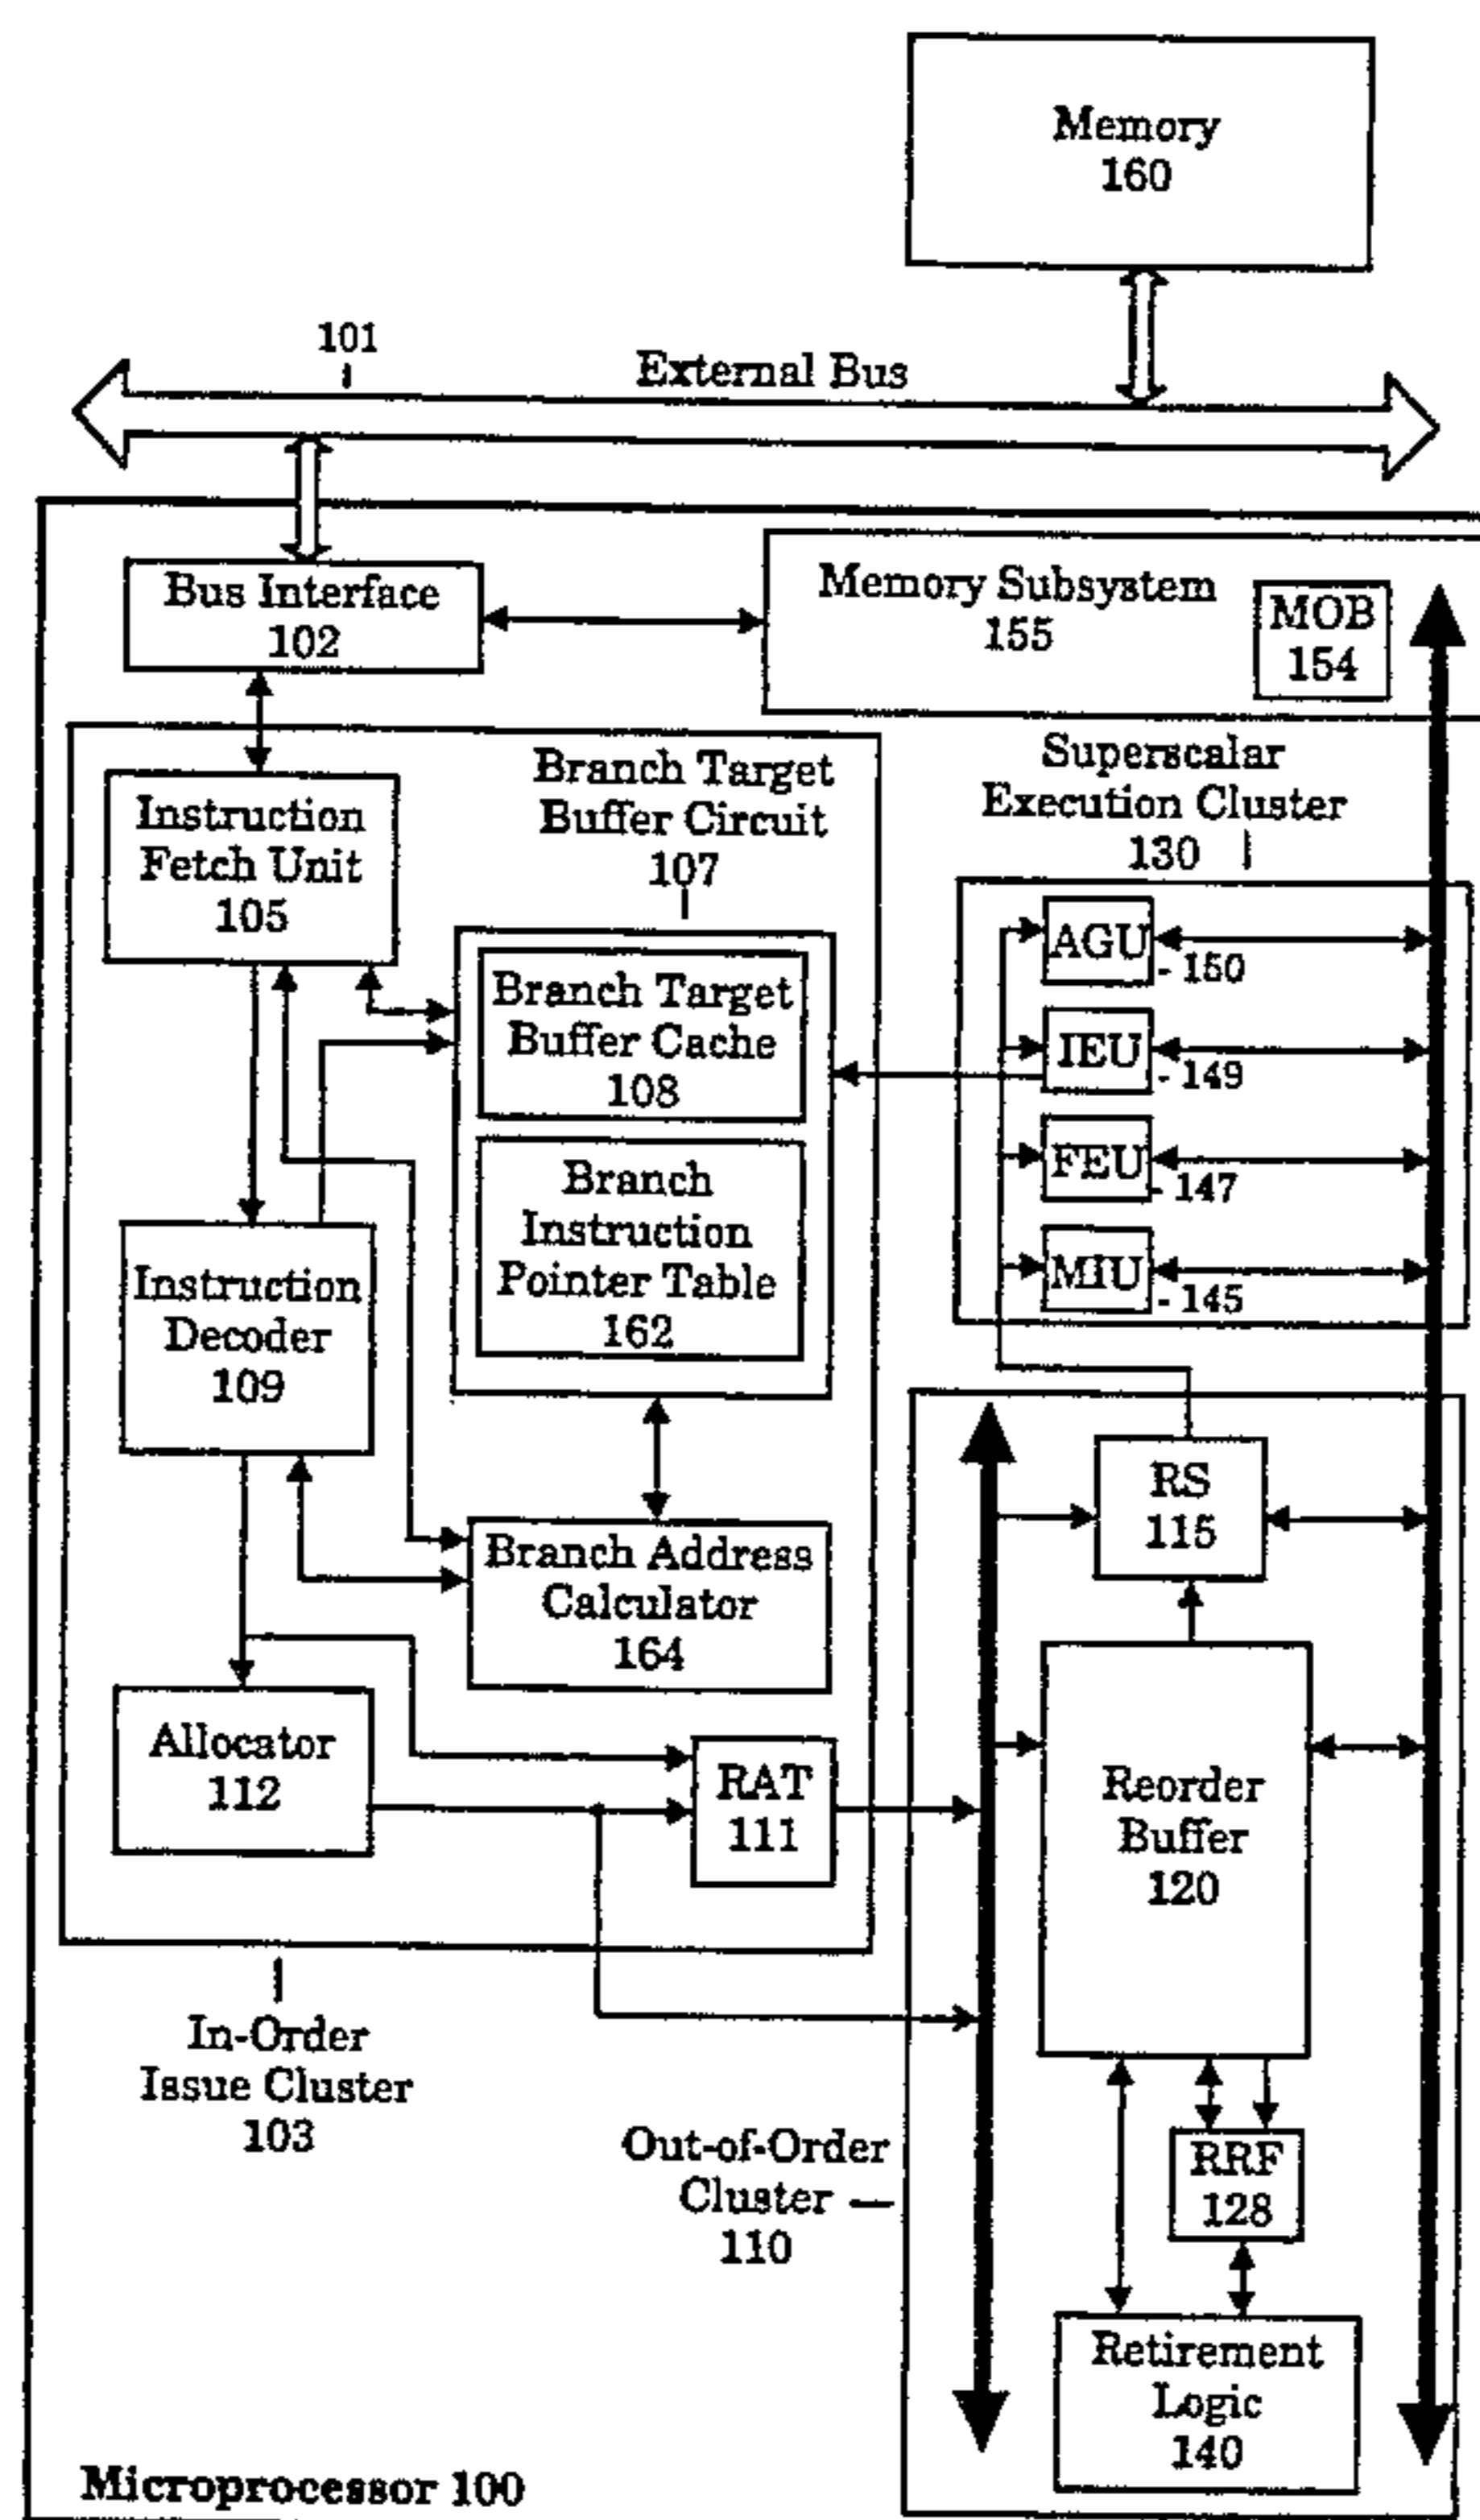 Memory
160
101
External Bus
Bus Interface
102
Memory Subsystem
155
MOB
154
Instruction
Fetch Unit
105
Branch Target
Buffer Circuit
107
Superscalar
Execution Cluster
130
Branch Target
Buffer Cache
108
AGU
- 150
IEU
- 149
FEU
- 147
MIU
- 145
Branch
Instruction
Pointer Table
162
Instruction
Decoder
109
RS
115
Branch Address
Calculator
164
Allocator
112
RAT
111
Reorder
Buffer
120
In-Order
Issue Cluster
103
Out-of-Order
Cluster
110
RRF
128
Retirement
Logic
140
Microprocessor 100